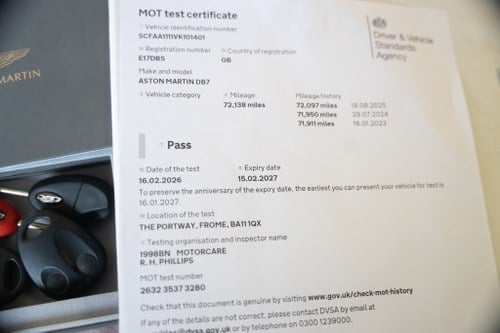 MOT test certificate
Vehicle identification number
SCFAA1111VK101401
Registration number
Country of registration
E17DBS
GB
Make and model
ASTON MARTIN DB7
Vehicle category
Mileage
Mileage history
72,138 miles
72,097 miles 18.08.2025
71,950 miles 29.07.2024
71,911 miles 16.01.2023
Pass
Date of the test
Expiry date
16.02.2026
15.02.2027
To preserve the anniversary of the expiry date, the earliest you can present your vehicle for test is
16.01.2027.
Location of the test
THE PORTWAY, FROME, BA11 1QX
Testing organisation and inspector name
1998BN MOTORCARE
R. H. PHILLIPS
MOT test number
2632 3537 3280
Check that this document is genuine by visiting www.gov.uk/check-mot-history
If any of the details are not correct, please contact DVSA by email at
@dvsa.gov.uk or by telephone on 0300 1239000.
Driver & Vehicle
Standards
Agency
MARTIN